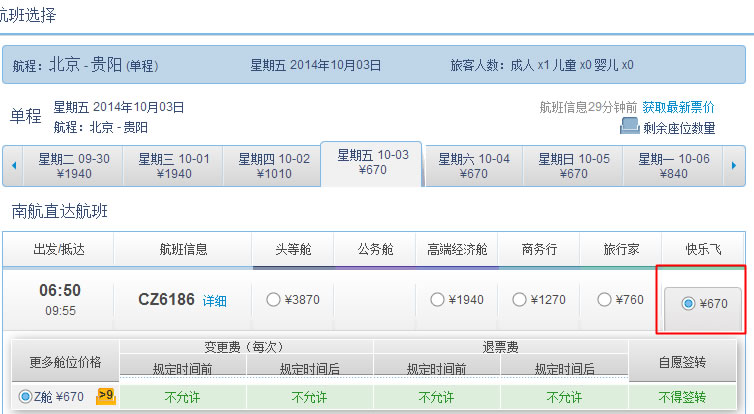 航班选择
航程：北京 - 贵阳 (单程) 星期五 2014年10月03日 旅客人数：成人 x1 儿童 x0 婴儿 x0
单程 星期五 2014年10月03日 航班信息29分钟前 获取最新票价
航程：北京 - 贵阳 剩余座位数量
星期二 09-30 星期三 10-01 星期四 10-02 星期五 10-03 星期六 10-04 星期日 10-05 星期一 10-06
¥1940 ¥1940 ¥1010 ¥670 ¥670 ¥670 ¥840
南航直达航班
出发/抵达 航班信息 头等舱 公务舱 高端经济舱 商务行 旅行家 快乐飞
06:50 CZ6186 详细 ¥3870 ¥1940 ¥1270 ¥760 ¥670
09:55
更多舱位价格 变更费（每次） 退票费 自愿签转
规定时间前 规定时间后 规定时间前 规定时间后
Z舱 ¥670 >9 不允许 不允许 不允许 不允许 不得签转